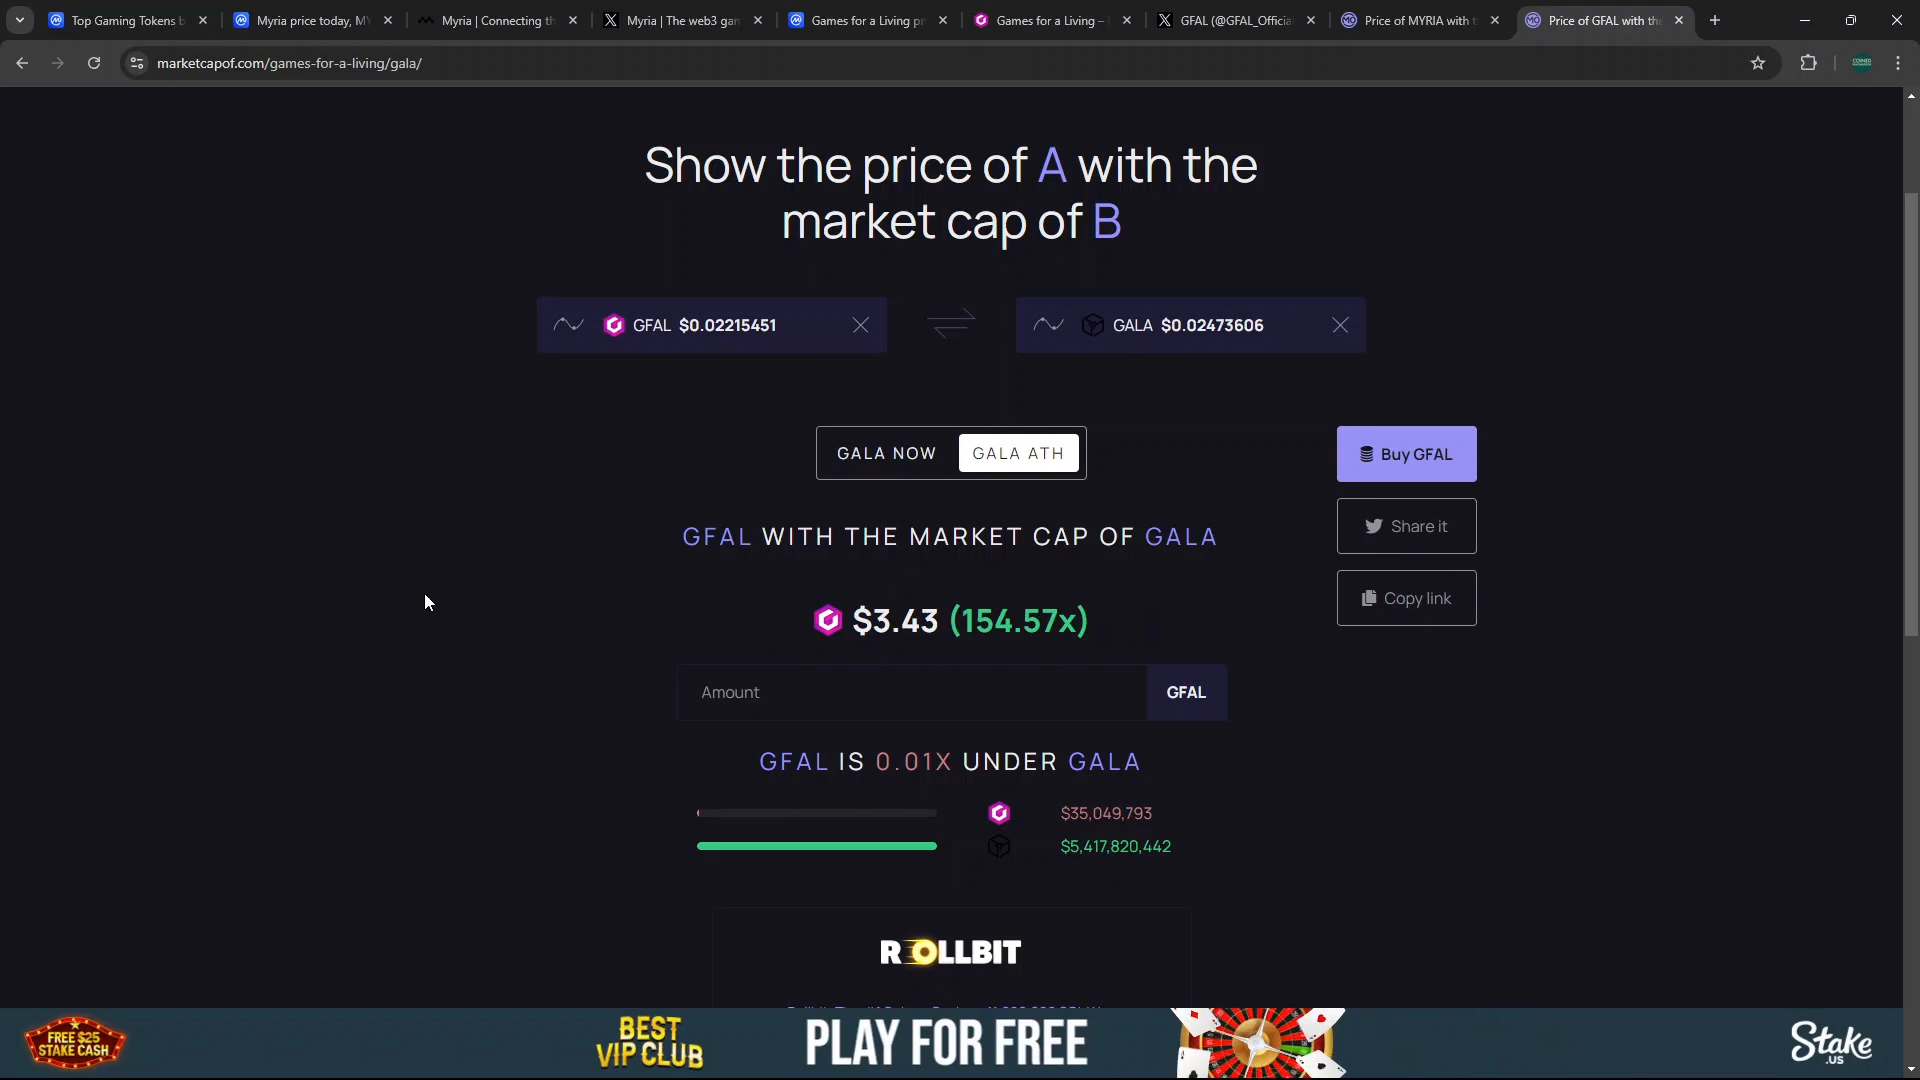 Top Gaming Tokens b
Myria price today, MY
Myria | Connecting th
Myria | The web3 gam
Games for a Living pr
Games for a Living –
GFAL (@GFAL_Officia
Price of MYRIA with t
Price of GFAL with the
marketcapof.com/games-for-a-living/gala/
Show the price of A with the
market cap of B
GFAL $0.02215451
GALA $0.02473606
GALA NOW
GALA ATH
Buy GFAL
Share it
Copy link
GFAL WITH THE MARKET CAP OF GALA
$3.43 (154.57x)
Amount
GFAL
GFAL IS 0.01X UNDER GALA
$35,049,793
$5,417,820,442
ROLLBIT
FREE $25
STAKE CASH
BEST
VIP CLUB
PLAY FOR FREE
Stake
.US